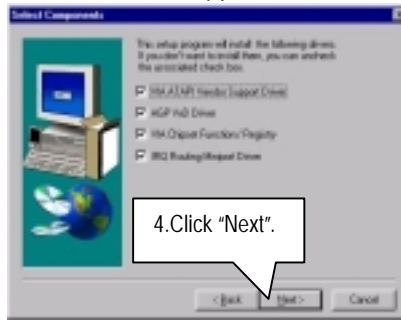 Select Components
This setup program will install the following drivers.
If you don't want to install them, you can uncheck
the associated check box.
VIA ATAPI Vendor Support Driver
AGP VxD Driver
VIA Chipset Function's Registry
IRQ Routing Miniport Driver
4.Click “Next”.
< Back
Next >
Cancel